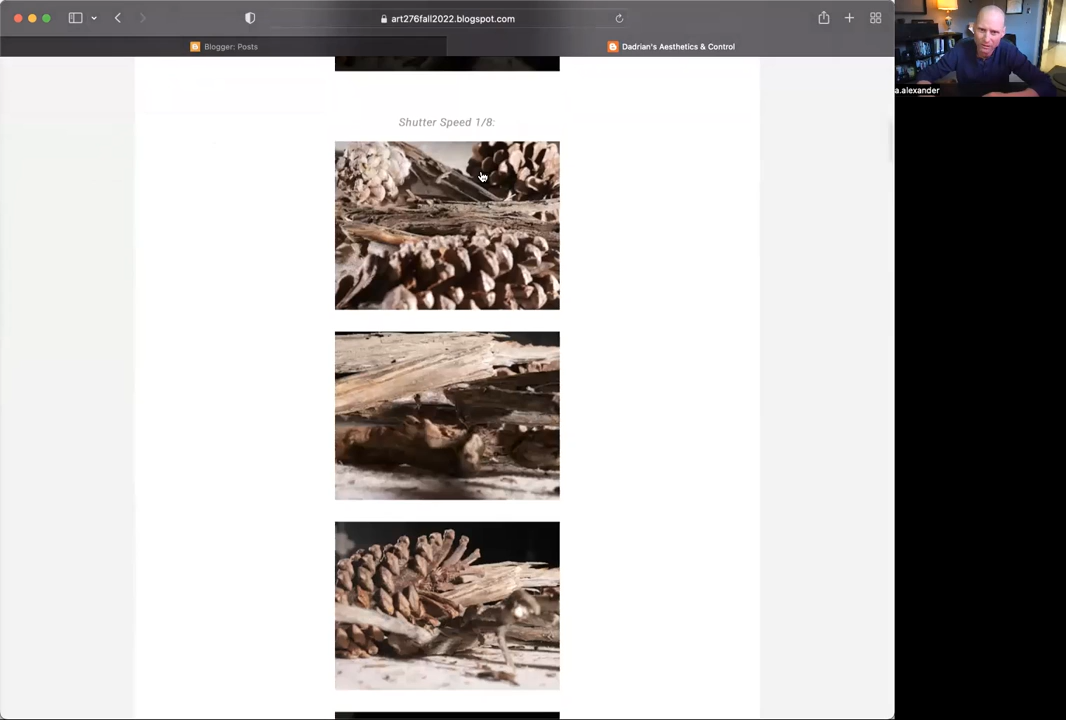 art276fall2022.blogspot.com
Blogger: Posts
Dadrian's Aesthetics & Control
a.alexander
Shutter Speed 1/8: